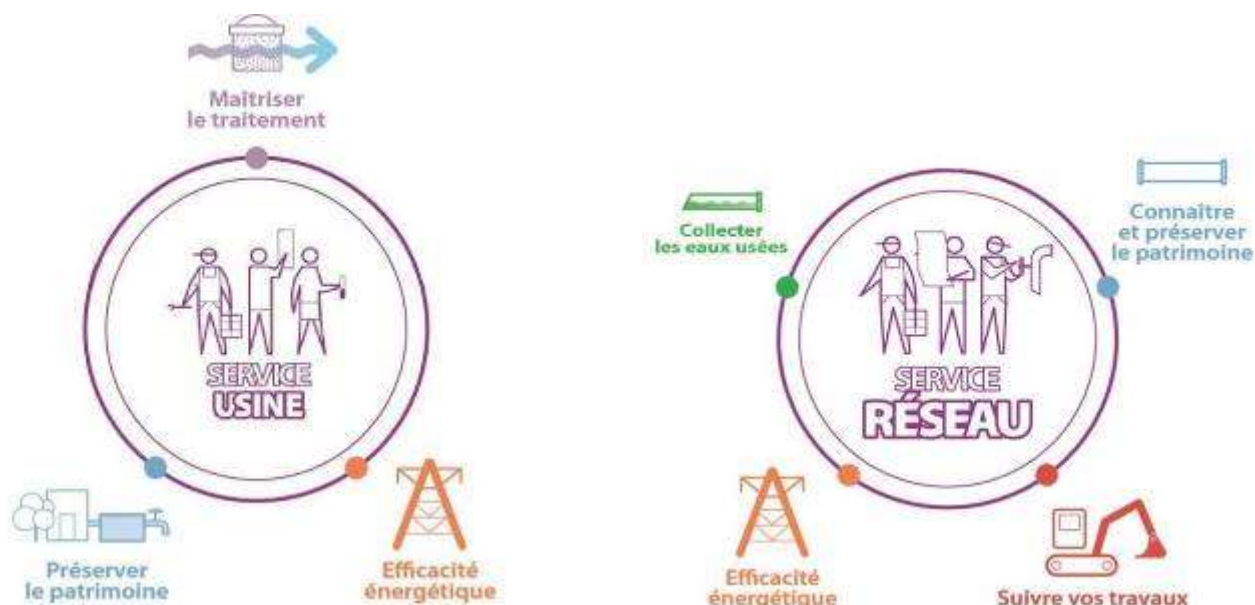 Maîtriser
le traitement
SERVICE
USINE
Préserver
le patrimoine
Efficacité
énergétique
Collecter
les eaux usées
Connaître
et préserver
le patrimoine
SERVICE
RÉSEAU
Efficacité
énergétique
Suivre vos travaux